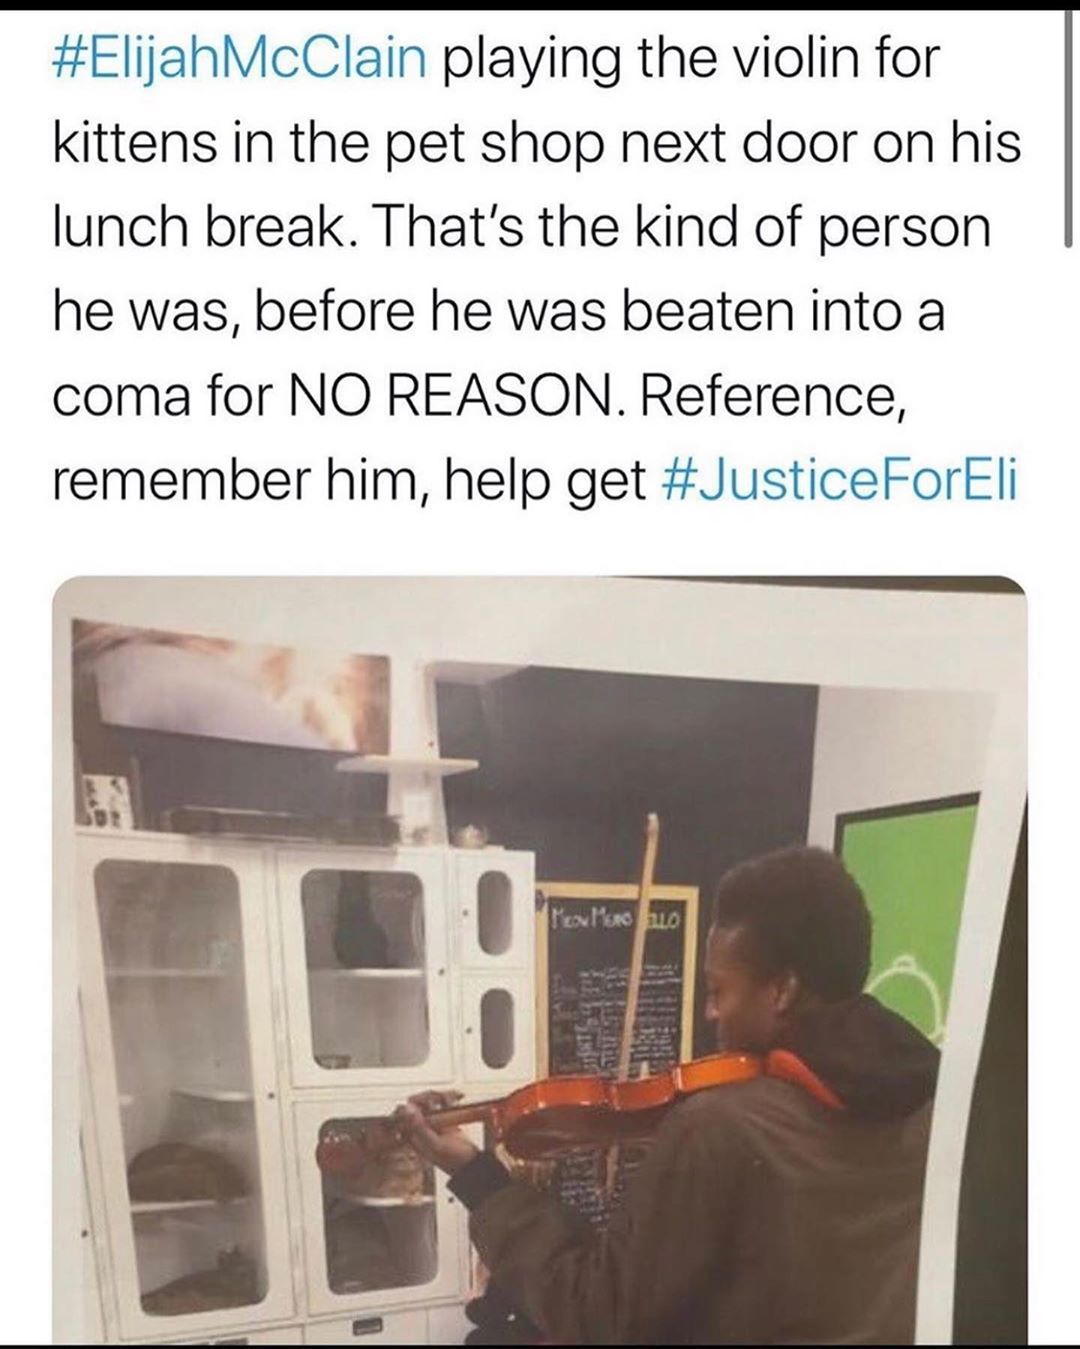 #ElijahMcClain playing the violin for
kittens in the pet shop next door on his
lunch break. That's the kind of person
he was, before he was beaten into a
coma for NO REASON. Reference,
remember him, help get #JusticeForEli
MEOW MEMO